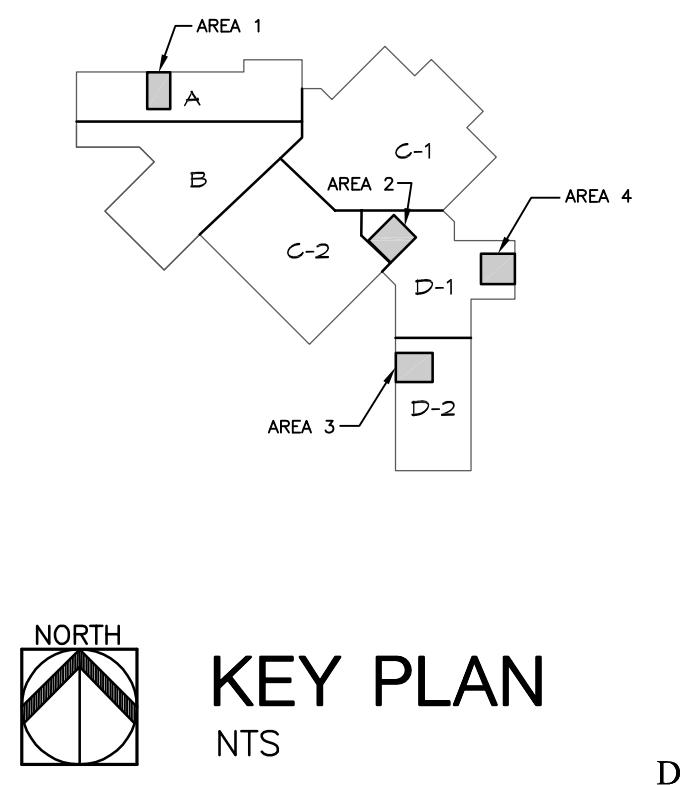 AREA 1
A
C-1
B
AREA 2
AREA 4
C-2
D-1
D-2
AREA 3
NORTH
KEY PLAN
NTS
D